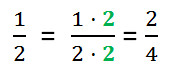 1/2 = 1 · 2/2 · 2 = 2/4